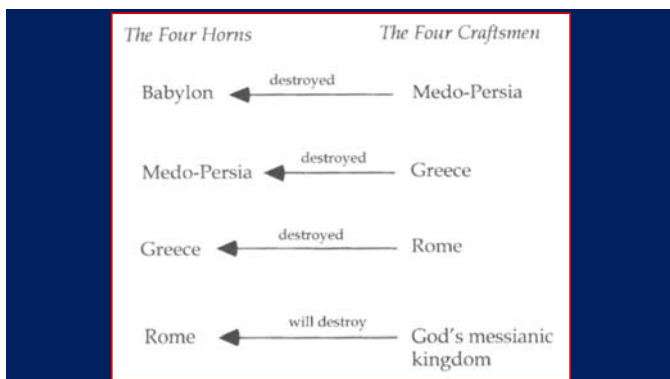 The Four Horns The Four Craftsmen
destroyed
Babylon Medo-Persia
destroyed
Medo-Persia Greece
destroyed
Greece Rome
will destroy
Rome God's messianic
kingdom